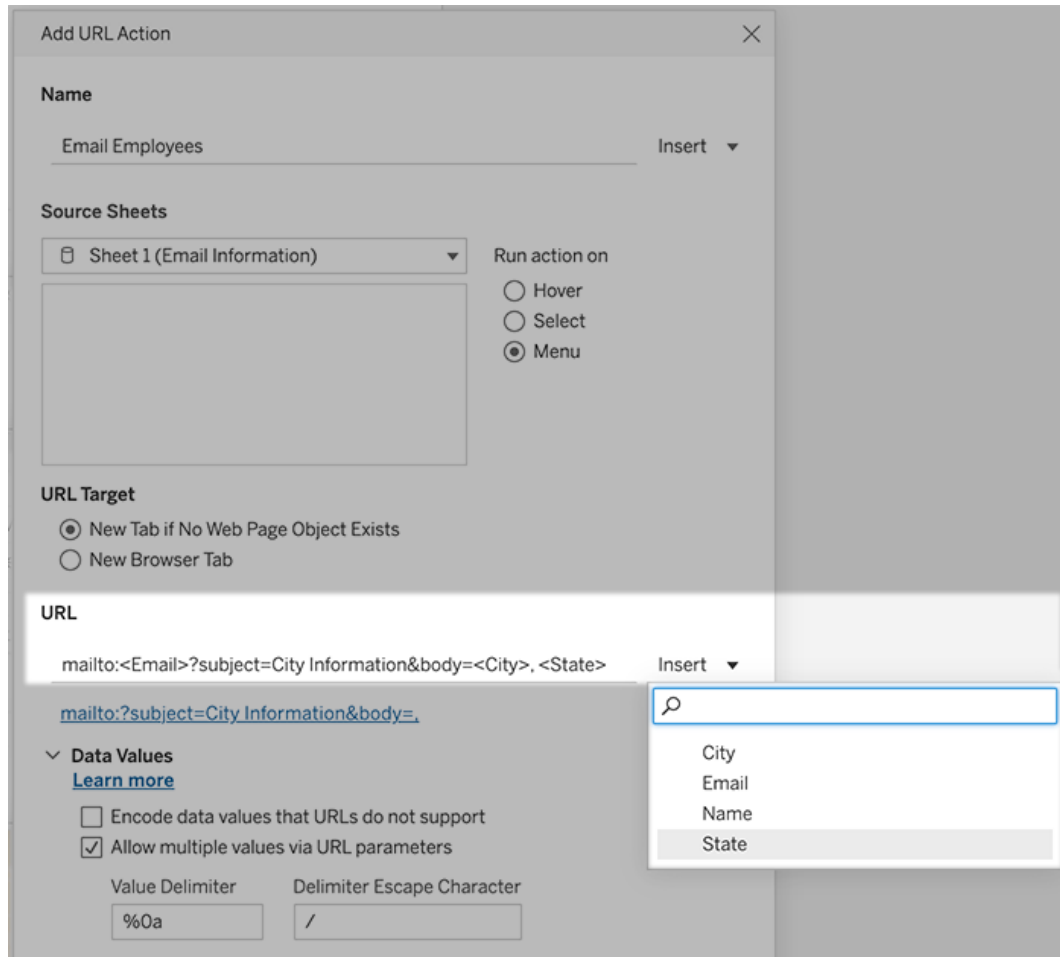 Add URL Action
Name
Email Employees Insert
Source Sheets
Sheet 1 (Email Information) Run action on
Hover
Select
Menu
URL Target
New Tab if No Web Page Object Exists
New Browser Tab
URL
mailto:<Email>?subject=City Information&body=<City>, <State> Insert
mailto:?subject=City Information&body=,
City
Email
Name
State
Data Values
Learn more
Encode data values that URLs do not support
Allow multiple values via URL parameters
Value Delimiter Delimiter Escape Character
%0a /